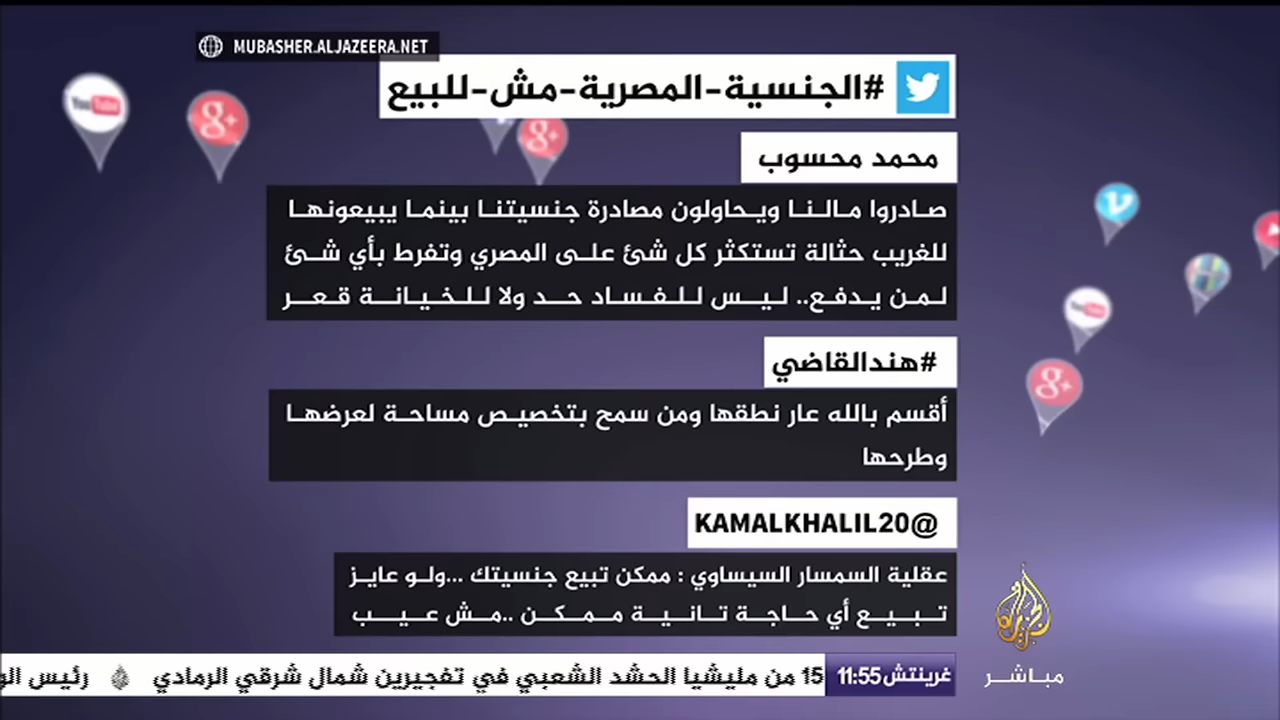 MUBASHER.ALJAZEERA.NET
#الجنسية-المصرية-مش-للبيع
محمد محسوب
صادروا مالنا ويحاولون مصادرة جنسيتنا بينما يبيعونها
للغريب حثالة تستكثر كل شئ على المصري وتفرط بأي شئ
لمن يدفع.. ليس للفساد حد ولا للخيانة قعر
#هندالقاضي
أقسم بالله عار نطقها ومن سمح بتخصيص مساحة لعرضها
وطرحها
@KAMALKHALIL20
عقلية السمسار السيساوي : ممكن تبيع جنسيتك ...ولو عايز
تبيع أي حاجة تانية ممكن ..مش عيب
مباشر
غرينتش 11:55
15 من مليشيا الحشد الشعبي في تفجيرين شمال شرقي الرمادي رئيس